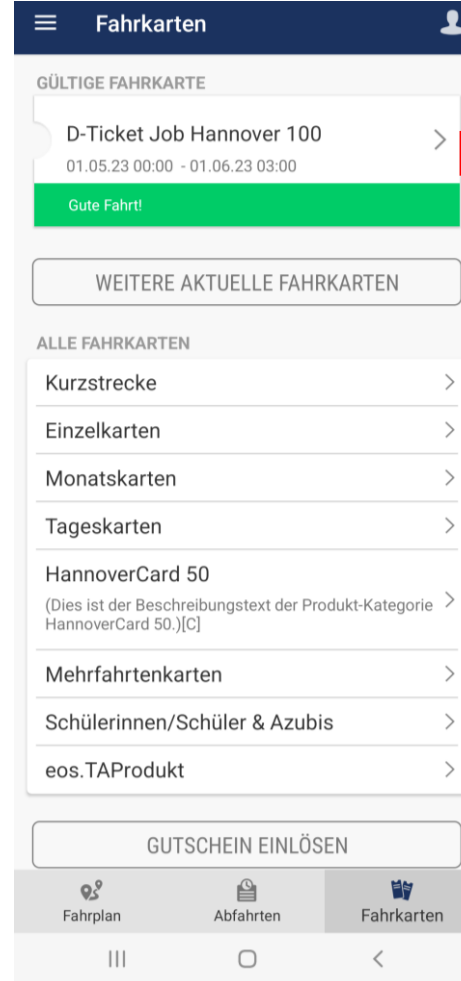 Fahrkarten
GÜLTIGE FAHRKARTE
D-Ticket Job Hannover 100
01.05.23 00:00 - 01.06.23 03:00
Gute Fahrt!
WEITERE AKTUELLE FAHRKARTEN
ALLE FAHRKARTEN
Kurzstrecke
Einzelkarten
Monatskarten
Tageskarten
HannoverCard 50
(Dies ist der Beschreibungstext der Produkt-Kategorie
HannoverCard 50.)[C]
Mehrfahrtenkarten
Schülerinnen/Schüler & Azubis
eos.TAProdukt
GUTSCHEIN EINLÖSEN
Fahrplan Abfahrten Fahrkarten